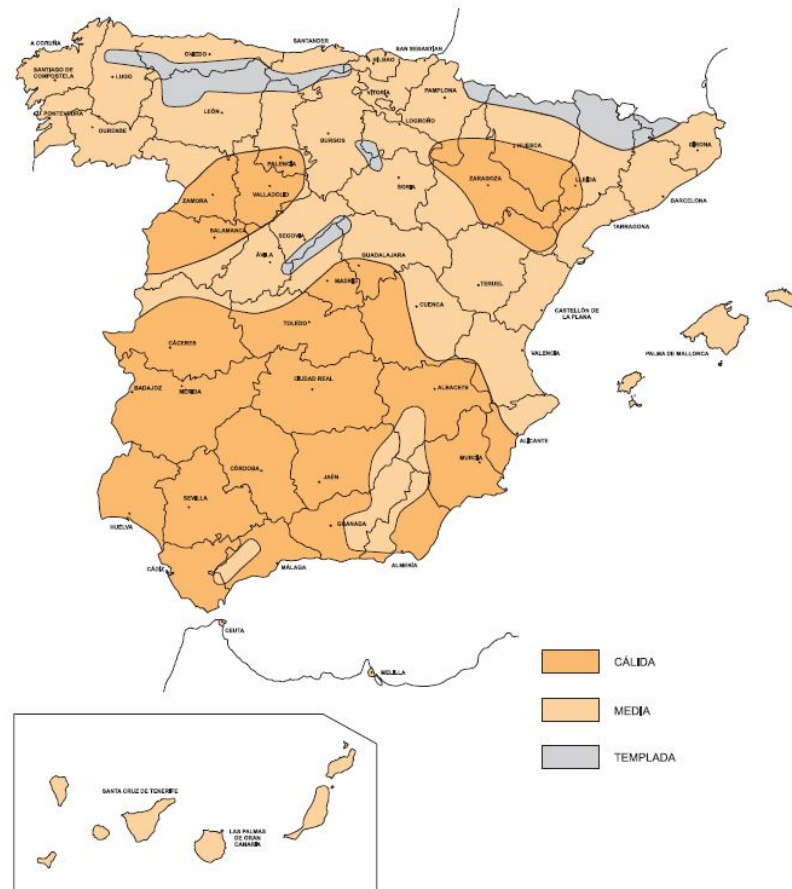 A CORUÑA
OVIEDO
SANTANDER
SAN SEBASTIÁN
BILBAO
SANTIAGO DE
COMPOSTELA
LUGO
VITORIA
PAMPLONA
PONTEVEDRA
LEÓN
LOGROÑO
OURENSE
BURGOS
HUESCA
GIRONA
PALENCIA
ZAMORA
VALLADOLID
SORIA
ZARAGOZA
LLEIDA
BARCELONA
SALAMANCA
SEGOVIA
TARRAGONA
ÁVILA
GUADALAJARA
MADRID
TERUEL
CUENCA
CASTELLÓN DE
LA PLANA
TOLEDO
CÁCERES
VALENCIA
PALMA DE MALLORCA
BADAJOZ
MÉRIDA
CIUDAD REAL
ALBACETE
ALICANTE
CÓRDOBA
JAÉN
MURCIA
SEVILLA
HUELVA
GRANADA
CÁDIZ
MÁLAGA
ALMERÍA
CEUTA
MELILLA
CÁLIDA
MEDIA
TEMPLADA
SANTA CRUZ DE TENERIFE
LAS PALMAS
DE GRAN
CANARIA